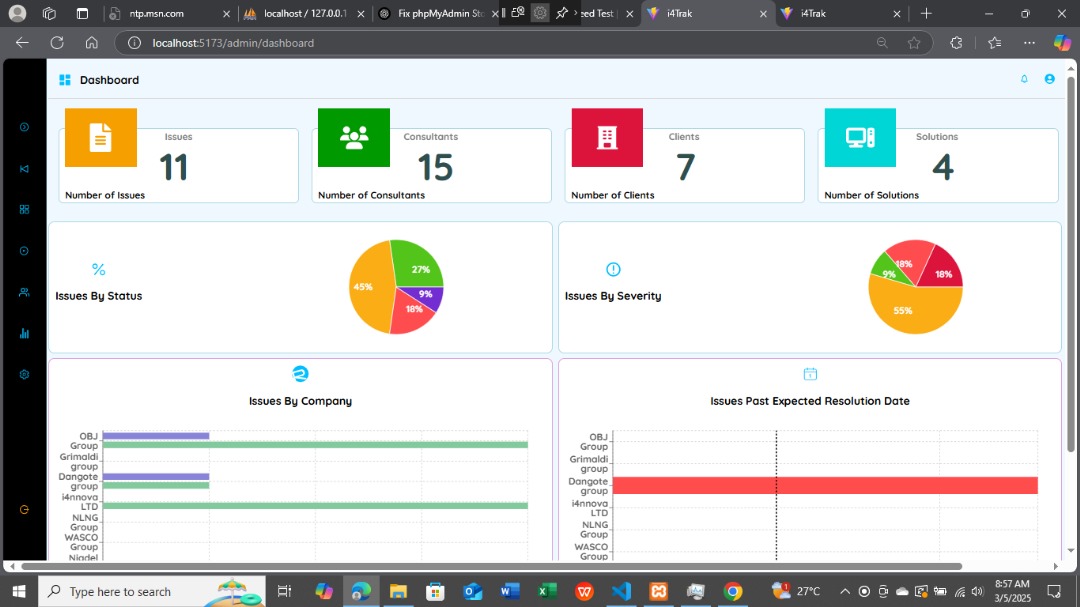 ntp.msn.com
localhost / 127.0.0.1
Fix phpMyAdmin Sto
eed Test |
i4Trak
i4Trak
localhost:5173/admin/dashboard
Dashboard
Issues
11
Number of Issues
Consultants
15
Number of Consultants
Clients
7
Number of Clients
Solutions
4
Number of Solutions
Issues By Status
45%
27%
9%
18%
Issues By Severity
18%
9%
18%
55%
Issues By Company
OBJ
Group
Grimaldi
group
Dangote
group
i4nnova
LTD
NLNG
Group
WASCO
Group
Niadel
Issues Past Expected Resolution Date
OBJ
Group
Grimaldi
group
Dangote
group
i4nnova
LTD
NLNG
Group
WASCO
Group
Type here to search
27°C
8:57 AM
3/5/2025